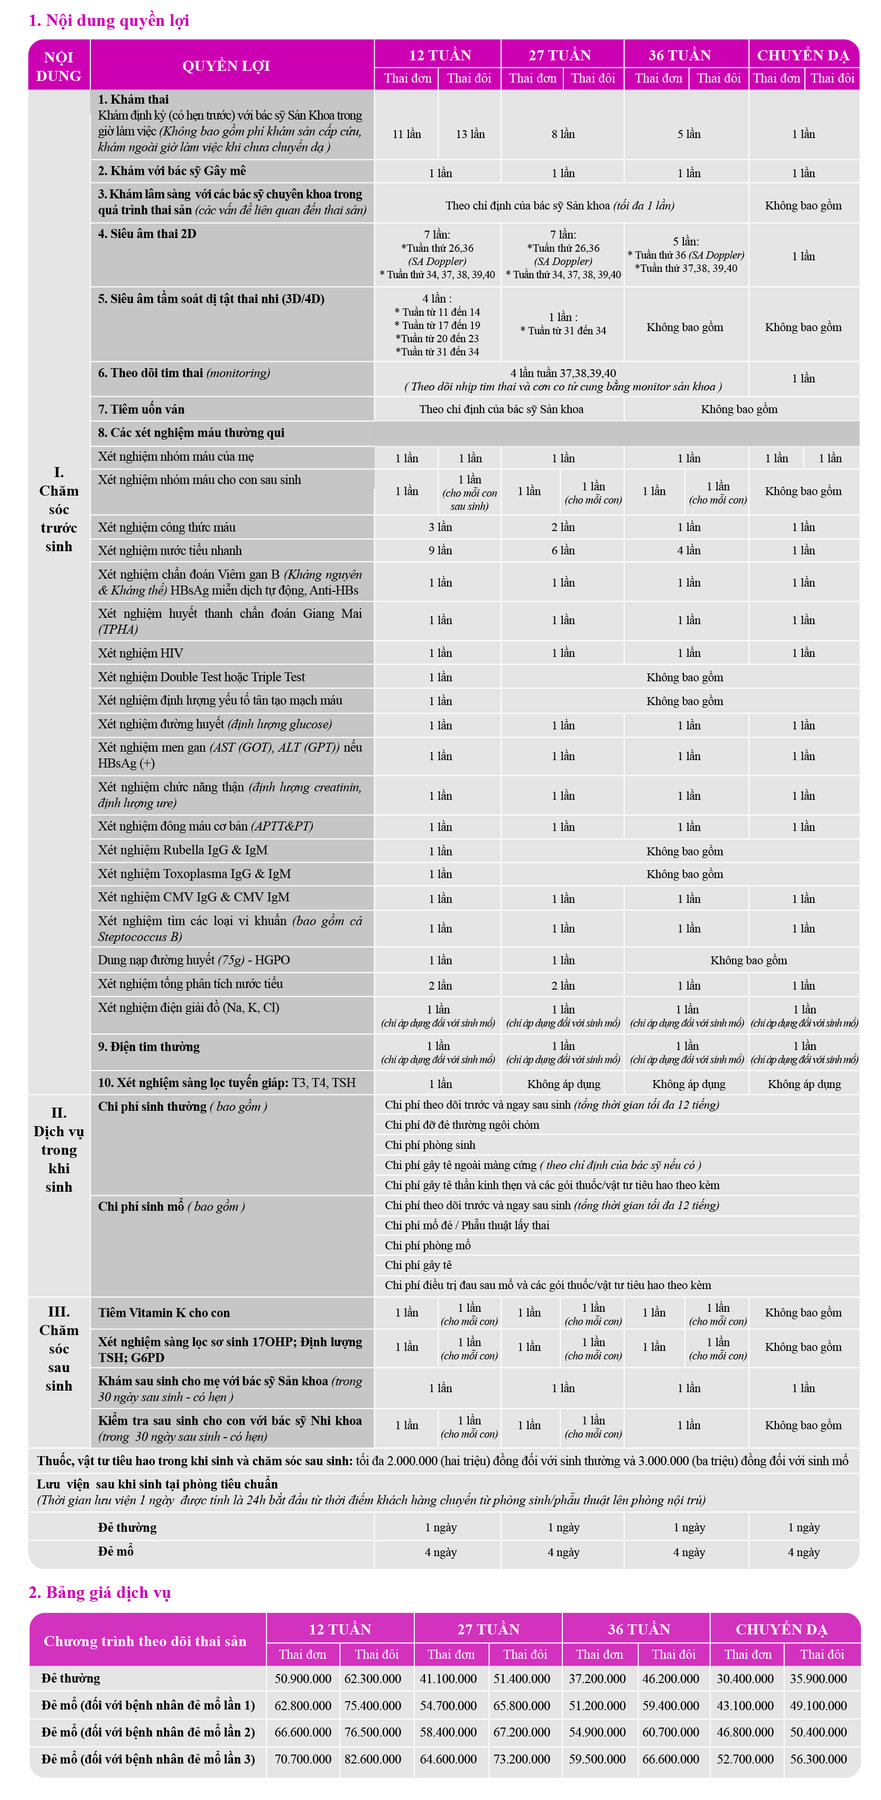 1. Nội dung quyền lợi
NỘI DUNG QUYỀN LỢI 12 TUẦN 27 TUẦN 36 TUẦN CHUYỂN DẠ
Thai đơn Thai đôi Thai đơn Thai đôi Thai đơn Thai đôi Thai đơn Thai đôi
I.
Chăm
sóc
trước
sinh
1. Khám thai
Khám định kỳ (có hẹn trước) với bác sỹ Sản Khoa trong
giờ làm việc (Không bao gồm phí khám sản cấp cứu,
khám ngoài giờ làm việc khi chưa chuyển dạ )
11 lần 13 lần 8 lần 5 lần 1 lần
2. Khám với bác sỹ Gây mê 1 lần 1 lần 1 lần 1 lần
3. Khám lâm sàng với các bác sỹ chuyên khoa trong
quá trình thai sản (các vấn đề liên quan đến thai sản)
Theo chỉ định của bác sỹ Sản khoa (tối đa 1 lần) Không bao gồm
4. Siêu âm thai 2D
7 lần:
*Tuần thứ 26,36
(SA Doppler)
* Tuần thứ 34, 37, 38, 39,40
7 lần:
*Tuần thứ 26,36
(SA Doppler)
* Tuần thứ 34, 37, 38, 39,40
5 lần:
* Tuần thứ 36 (SA Doppler)
*Tuần thứ 37,38, 39,40
1 lần
5. Siêu âm tầm soát dị tật thai nhi (3D/4D)
4 lần :
* Tuần từ 11 đến 14
* Tuần từ 17 đến 19
*Tuần từ 20 đến 23
*Tuần từ 31 đến 34
1 lần :
* Tuần từ 31 đến 34
Không bao gồm Không bao gồm
6. Theo dõi tim thai (monitoring)
4 lần tuần 37,38,39,40
( Theo dõi nhịp tim thai và cơn co tử cung bằng monitor sản khoa )
1 lần
7. Tiêm uốn ván Theo chỉ định của bác sỹ Sản khoa Không bao gồm
8. Các xét nghiệm máu thường qui
Xét nghiệm nhóm máu của mẹ 1 lần 1 lần 1 lần 1 lần 1 lần 1 lần
Xét nghiệm nhóm máu cho con sau sinh
1 lần
1 lần
(cho mỗi con
sau sinh)
1 lần
1 lần
(cho mỗi con)
1 lần
1 lần
(cho mỗi con)
Không bao gồm
Xét nghiệm công thức máu 3 lần 2 lần 1 lần 1 lần
Xét nghiệm nước tiểu nhanh 9 lần 6 lần 4 lần 1 lần
Xét nghiệm chẩn đoán Viêm gan B (Kháng nguyên
& Kháng thể) HBsAg miễn dịch tự động, Anti-HBs
1 lần 1 lần 1 lần 1 lần
Xét nghiệm huyết thanh chẩn đoán Giang Mai
(TPHA)
1 lần 1 lần 1 lần 1 lần
Xét nghiệm HIV 1 lần 1 lần 1 lần 1 lần
Xét nghiệm Double Test hoặc Triple Test 1 lần Không bao gồm
Xét nghiệm định lượng yếu tố tân tạo mạch máu 1 lần Không bao gồm
Xét nghiệm đường huyết (định lượng glucose) 1 lần 1 lần 1 lần 1 lần
Xét nghiệm men gan (AST (GOT), ALT (GPT)) nếu
HBsAg (+)
1 lần 1 lần 1 lần 1 lần
Xét nghiệm chức năng thận (định lượng creatinin,
định lượng ure)
1 lần 1 lần 1 lần 1 lần
Xét nghiệm đông máu cơ bản (APTT&PT) 1 lần 1 lần 1 lần 1 lần
Xét nghiệm Rubella IgG & IgM 1 lần Không bao gồm
Xét nghiệm Toxoplasma IgG & IgM 1 lần Không bao gồm
Xét nghiệm CMV IgG & CMV IgM 1 lần 1 lần 1 lần 1 lần
Xét nghiệm tìm các loại vi khuẩn (bao gồm cả
Steptococcus B)
1 lần 1 lần 1 lần 1 lần
Dung nạp đường huyết (75g) - HGPO 1 lần 1 lần Không bao gồm
Xét nghiệm tổng phân tích nước tiểu 2 lần 2 lần 1 lần 1 lần
Xét nghiệm điện giải đồ (Na, K, Cl) 1 lần 1 lần 1 lần 1 lần
(chỉ áp dụng đối với sinh mổ) (chỉ áp dụng đối với sinh mổ) (chỉ áp dụng đối với sinh mổ) (chỉ áp dụng đối với sinh mổ)
9. Điện tim thường 1 lần 1 lần 1 lần 1 lần
(chỉ áp dụng đối với sinh mổ) (chỉ áp dụng đối với sinh mổ) (chỉ áp dụng đối với sinh mổ) (chỉ áp dụng đối với sinh mổ)
10. Xét nghiệm sàng lọc tuyến giáp: T3, T4, TSH 1 lần Không áp dụng Không áp dụng Không áp dụng
II.
Dịch vụ
trong
khi
sinh
Chi phí sinh thường ( bao gồm )
Chi phí theo dõi trước và ngay sau sinh (tổng thời gian tối đa 12 tiếng)
Chi phí đỡ đẻ thường ngôi chỏm
Chi phí phòng sinh
Chi phí gây tê ngoài màng cứng ( theo chỉ định của bác sỹ nếu có )
Chi phí gây tê thần kinh thẹn và các gói thuốc/vật tư tiêu hao theo kèm
Chi phí sinh mổ ( bao gồm )
Chi phí theo dõi trước và ngay sau sinh (tổng thời gian tối đa 12 tiếng)
Chi phí mổ đẻ / Phẫu thuật lấy thai
Chi phí phòng mổ
Chi phí gây tê
Chi phí điều trị đau sau mổ và các gói thuốc/vật tư tiêu hao theo kèm
III.
Chăm
sóc
sau
sinh
Tiêm Vitamin K cho con 1 lần 1 lần 1 lần 1 lần 1 lần 1 lần Không bao gồm
(cho mỗi con) (cho mỗi con) (cho mỗi con)
Xét nghiệm sàng lọc sơ sinh 17OHP; Định lượng
TSH; G6PD
1 lần 1 lần 1 lần 1 lần 1 lần 1 lần Không bao gồm
(cho mỗi con) (cho mỗi con) (cho mỗi con)
Khám sau sinh cho mẹ với bác sỹ Sản khoa (trong
30 ngày sau sinh - có hẹn )
1 lần 1 lần 1 lần 1 lần
Kiểm tra sau sinh cho con với bác sỹ Nhi khoa
(trong 30 ngày sau sinh - có hẹn)
1 lần 1 lần 1 lần 1 lần 1 lần Không bao gồm
(cho mỗi con) (cho mỗi con)
Thuốc, vật tư tiêu hao trong khi sinh và chăm sóc sau sinh: tối đa 2.000.000 (hai triệu) đồng đối với sinh thường và 3.000.000 (ba triệu) đồng đối với sinh mổ
Lưu viện sau khi sinh tại phòng tiêu chuẩn
(Thời gian lưu viện 1 ngày được tính là 24h bắt đầu từ thời điểm khách hàng chuyển từ phòng sinh/phẫu thuật lên phòng nội trú)
Đẻ thường 1 ngày 1 ngày 1 ngày 1 ngày
Đẻ mổ 4 ngày 4 ngày 4 ngày 4 ngày
2. Bảng giá dịch vụ
Chương trình theo dõi thai sản 12 TUẦN 27 TUẦN 36 TUẦN CHUYỂN DẠ
Thai đơn Thai đôi Thai đơn Thai đôi Thai đơn Thai đôi Thai đơn Thai đôi
Đẻ thường 50.900.000 62.300.000 41.100.000 51.400.000 37.200.000 46.200.000 30.400.000 35.900.000
Đẻ mổ (đối với bệnh nhân đẻ mổ lần 1) 62.800.000 75.400.000 54.700.000 65.800.000 51.200.000 59.400.000 43.100.000 49.100.000
Đẻ mổ (đối với bệnh nhân đẻ mổ lần 2) 66.600.000 76.500.000 58.400.000 67.200.000 54.900.000 60.700.000 46.800.000 50.400.000
Đẻ mổ (đối với bệnh nhân đẻ mổ lần 3) 70.700.000 82.600.000 64.600.000 73.200.000 59.500.000 66.600.000 52.700.000 56.300.000